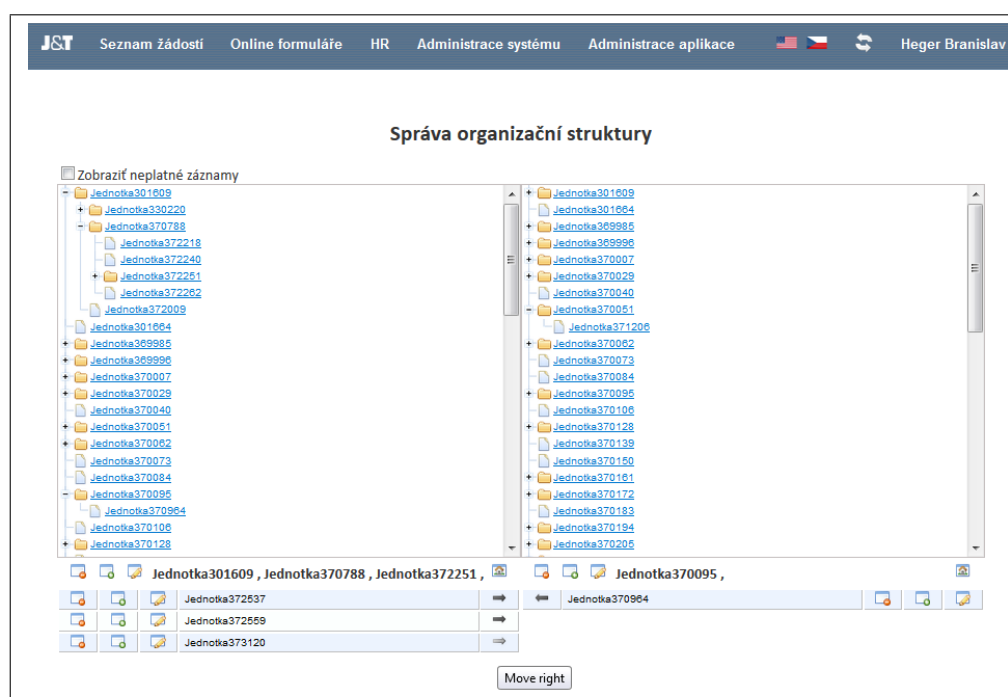 J&T Seznam žádostí Online formuláře HR Administrace systému Administrace aplikace Heger Branislav
Správa organizační struktury
Zobraziť neplatné záznamy
Jednotka301609
Jednotka330220
Jednotka370788
Jednotka372218
Jednotka372240
Jednotka372251
Jednotka372262
Jednotka372009
Jednotka301664
Jednotka369985
Jednotka369996
Jednotka370007
Jednotka370029
Jednotka370040
Jednotka370051
Jednotka370062
Jednotka370073
Jednotka370084
Jednotka370095
Jednotka370964
Jednotka370106
Jednotka370128
Jednotka301609
Jednotka301664
Jednotka369985
Jednotka369996
Jednotka370007
Jednotka370029
Jednotka370040
Jednotka370051
Jednotka371206
Jednotka370062
Jednotka370073
Jednotka370084
Jednotka370095
Jednotka370106
Jednotka370128
Jednotka370139
Jednotka370150
Jednotka370161
Jednotka370172
Jednotka370183
Jednotka370194
Jednotka370205
Jednotka301609 , Jednotka370788 , Jednotka372251 ,
Jednotka372537
Jednotka372559
Jednotka373120
Jednotka370095 ,
Jednotka370964
Move right